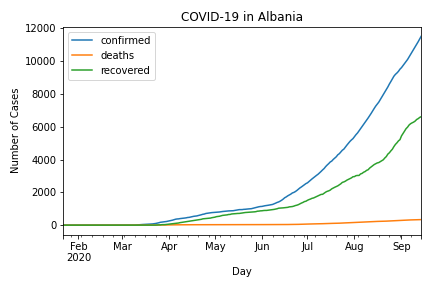 COVID-19 in Albania
12000
10000
8000
6000
4000
2000
0
Number of Cases
confirmed
deaths
recovered
Feb Mar Apr May Jun Jul Aug Sep
2020
Day